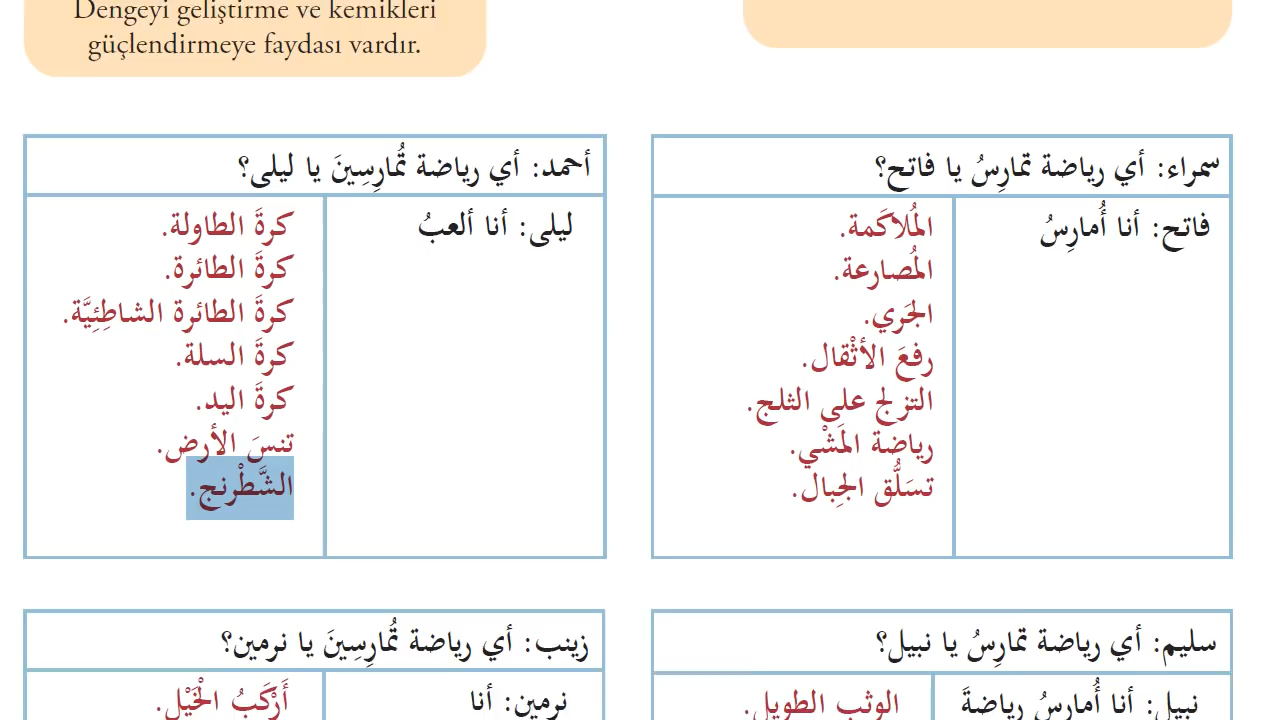 Dengeyi geliştirme ve kemikleri
güçlendirmeye faydası vardır.
سمراء: أي رياضة تمارِسُ يا فاتح؟
فاتح: أنا أُمارِسُ
المُلاكَمة.
المُصارعة.
الجَري.
رفعَ الأثْقال.
التزلج على الثلج.
رياضة المَشْي.
تسَلُّق الجِبال.
أحمد: أي رياضة تُمارِسِينَ يا ليلى؟
ليلى: أنا ألعبُ
كرةَ الطاولة.
كرةَ الطائرة.
كرةَ الطائرة الشاطِئِيَّة.
كرةَ السلة.
كرةَ اليد.
تنسَ الأرض.
الشَّطْرنج.
سليم: أي رياضة تمارِسُ يا نبيل؟
نبيل: أنا أُمارسُ رياضةَ
الوثب الطويل.
زينب: أي رياضة تُمارِسِينَ يا نرمين؟
نرمين: أنا
أَرْكَبُ الْخَيْل.